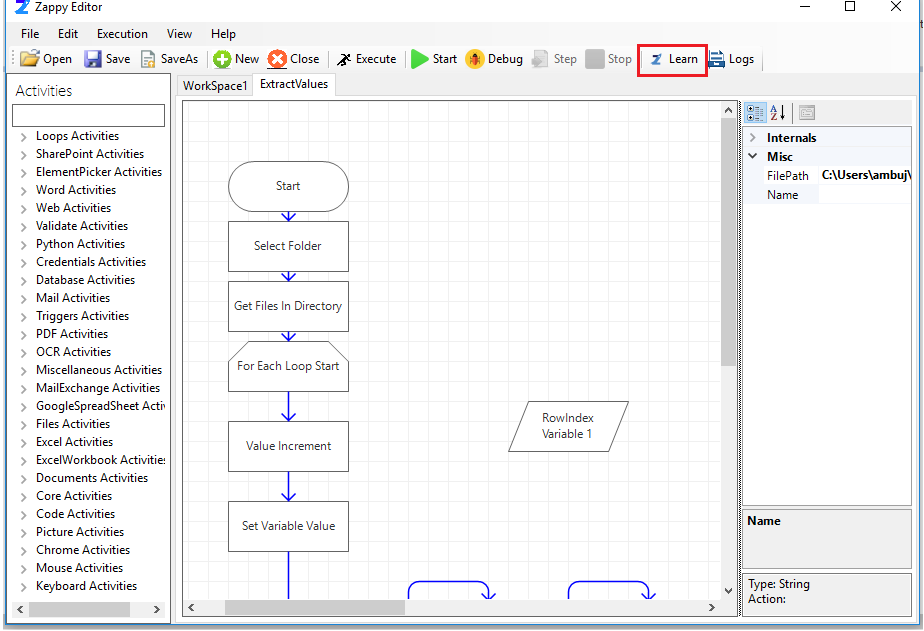 Zappy Editor
File Edit Execution View Help
Open Save SaveAs New Close Execute Start Debug Step Stop Learn Logs
Activities
WorkSpace1 ExtractValues
Loops Activities
SharePoint Activities
ElementPicker Activities
Word Activities
Web Activities
Validate Activities
Python Activities
Credentials Activities
Database Activities
Mail Activities
Triggers Activities
PDF Activities
OCR Activities
Miscellaneous Activities
MailExchange Activities
GoogleSpreadSheet Activ
Files Activities
Excel Activities
ExcelWorkbook Activities
Documents Activities
Core Activities
Code Activities
Picture Activities
Chrome Activities
Mouse Activities
Keyboard Activities
Start
Select Folder
Get Files In Directory
For Each Loop Start
Value Increment
Set Variable Value
RowIndex
Variable 1
Internals
Misc
FilePath C:\Users\ambuj\
Name
Name
Type: String
Action: